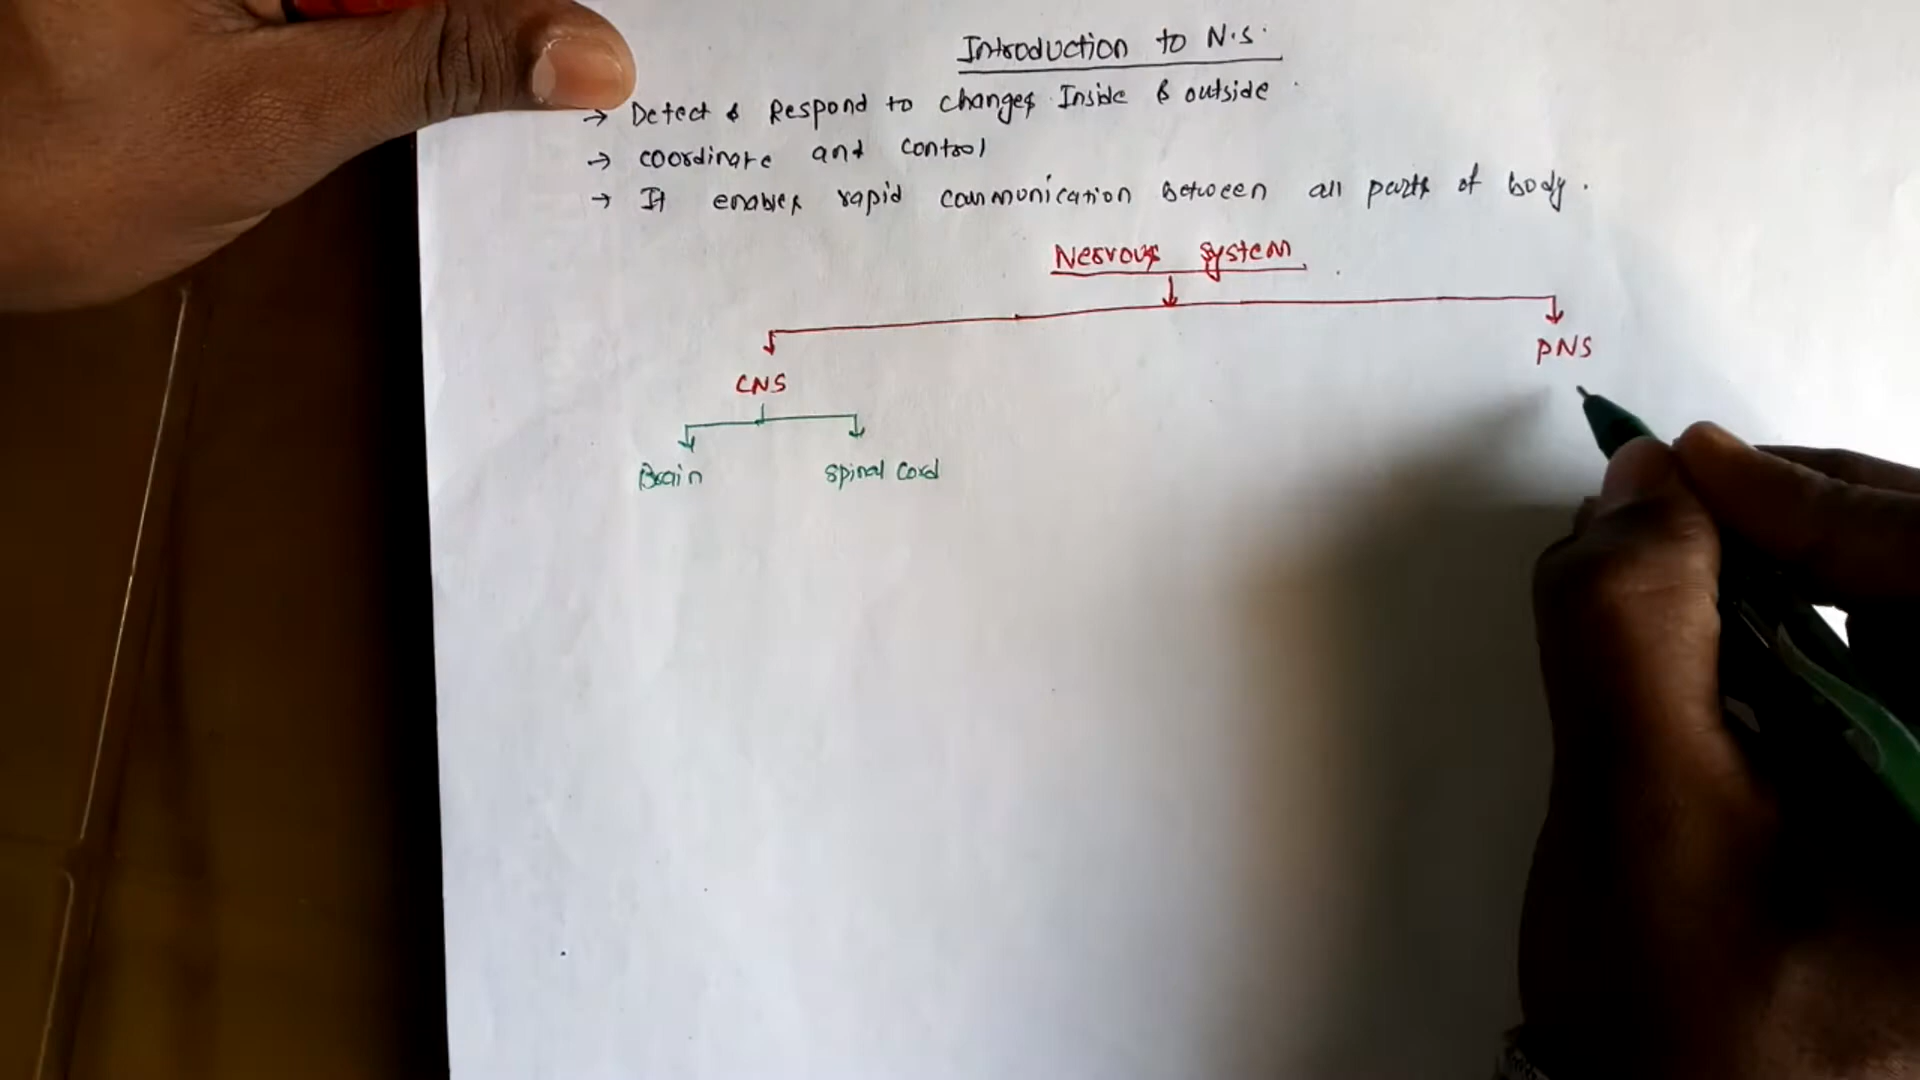 Introduction to N.S.
→ Detect & Respond to changes Inside & outside
→ coordinate and control
→ It enables rapid communication between all parts of body.
Nervous system
PNS
CNS
Brain
Spinal Cord